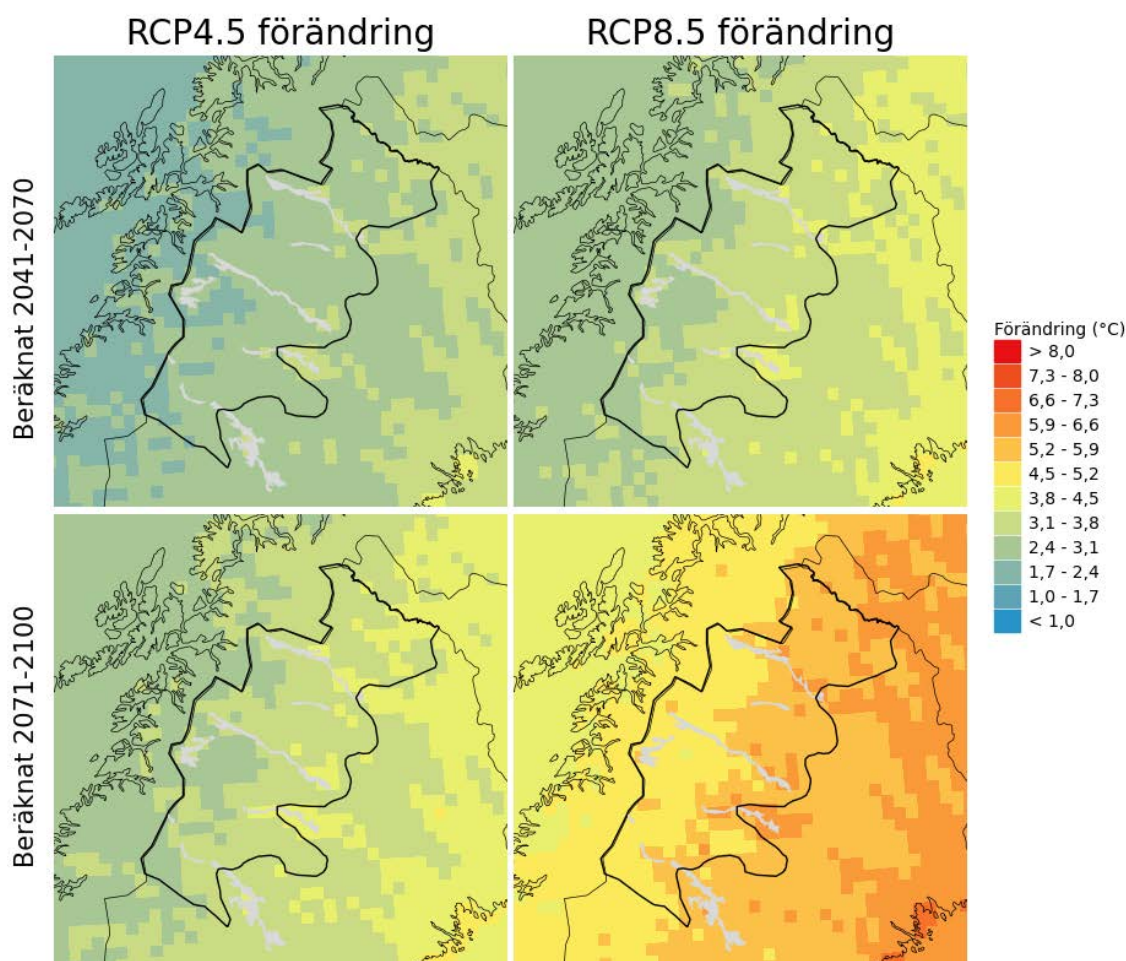 RCP4.5 förändring
RCP8.5 förändring
Beräknat 2041-2070
Beräknat 2071-2100
Förändring (°C)
> 8,0
7,3 - 8,0
6,6 - 7,3
5,9 - 6,6
5,2 - 5,9
4,5 - 5,2
3,8 - 4,5
3,1 - 3,8
2,4 - 3,1
1,7 - 2,4
1,0 - 1,7
< 1,0